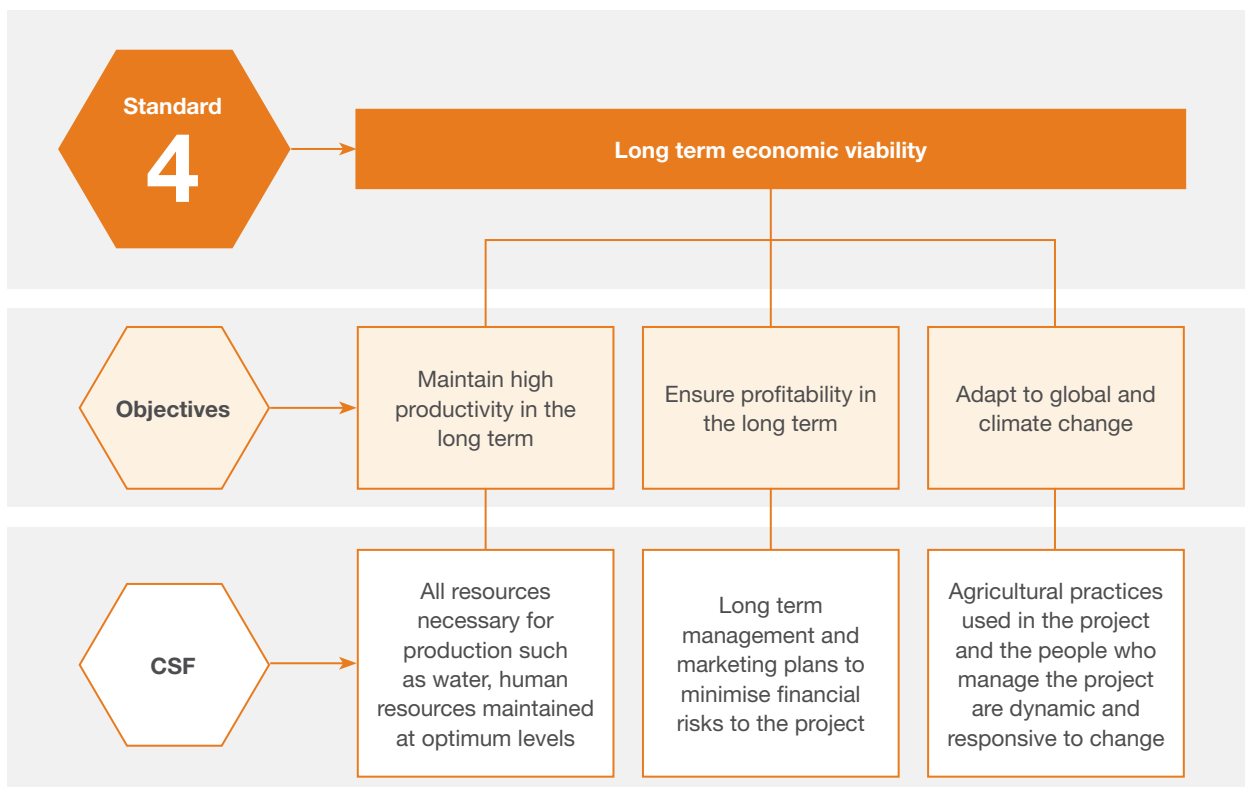 Standard
4
Long term economic viability
Objectives
Maintain high
productivity in the
long term
Ensure profitability in
the long term
Adapt to global and
climate change
CSF
All resources
necessary for
production such
as water, human
resources maintained
at optimum levels
Long term
management and
marketing plans to
minimise financial
risks to the project
Agricultural practices
used in the project
and the people who
manage the project
are dynamic and
responsive to change